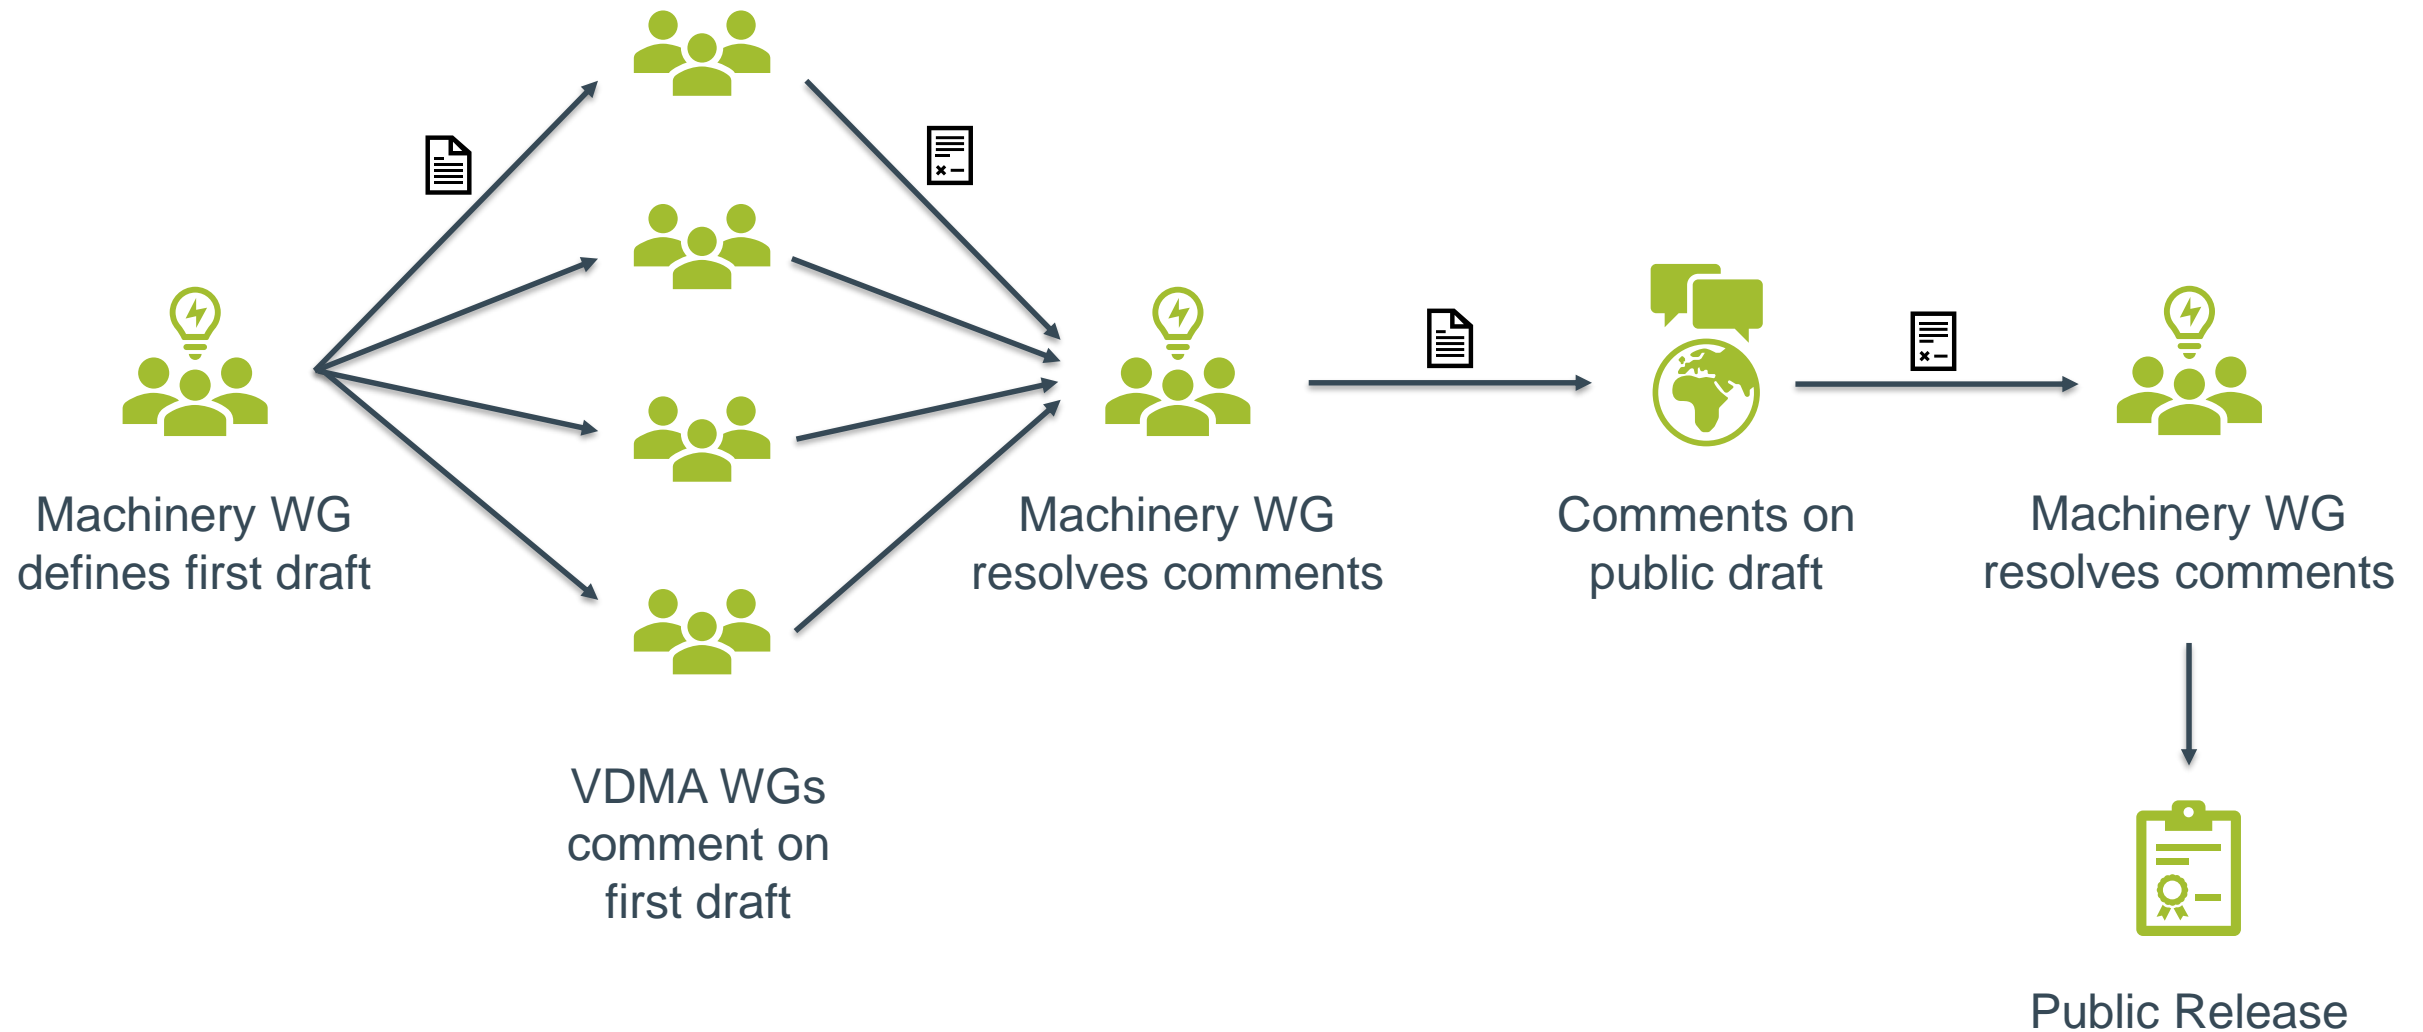 Machinery WG
defines first draft
VDMA WGs
comment on
first draft
Machinery WG
resolves comments
Comments on
public draft
Machinery WG
resolves comments
Public Release